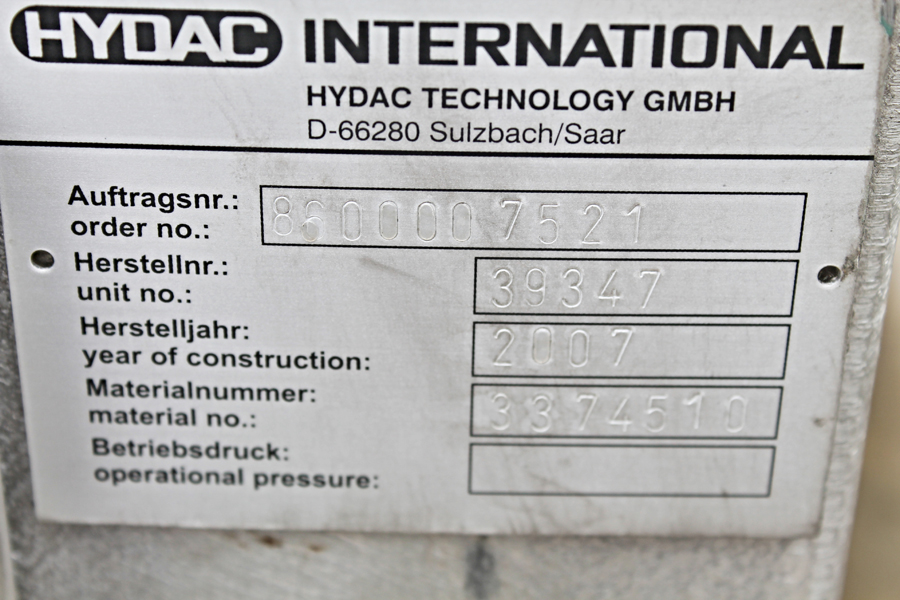 HYDAC INTERNATIONAL
HYDAC TECHNOLOGY GMBH
D-66280 Sulzbach/Saar
Auftragsnr.:
order no.: 8600007521
Herstellnr.:
unit no.: 39347
Herstelljahr:
year of construction: 2007
Materialnummer:
material no.: 3374510
Betriebsdruck:
operational pressure: